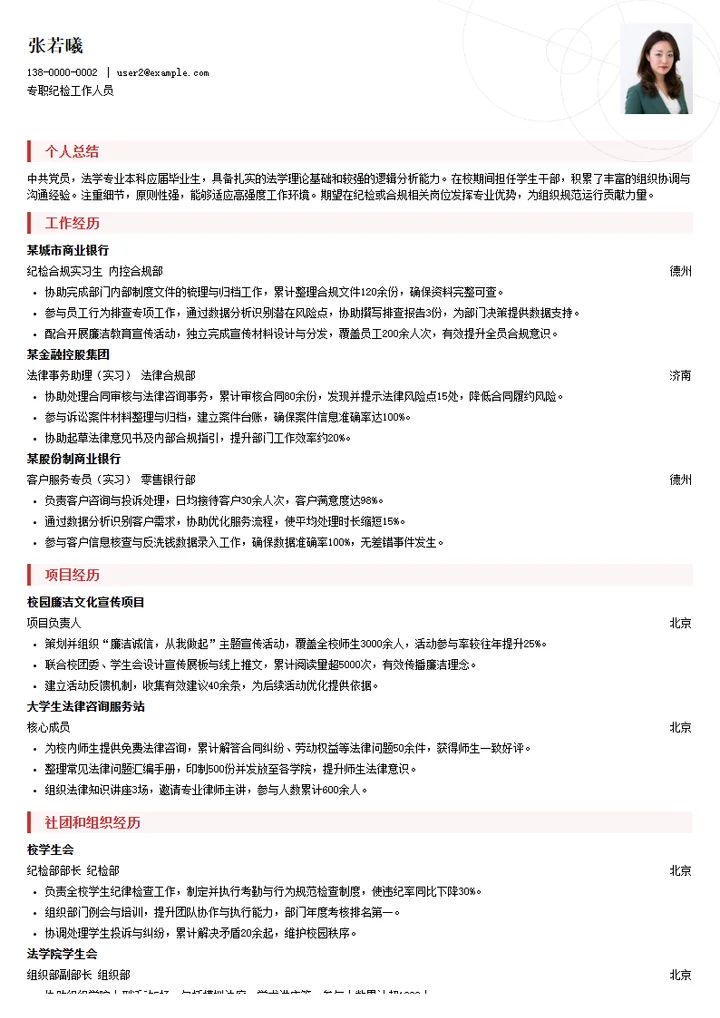 张若曦
138-0000-0002 | user2@example.com
专职纪检工作人员
个人总结
中共党员，法学专业本科应届毕业生，具备扎实的法学理论基础和较强的逻辑分析能力。在校期间担任学生干部，积累了丰富的组织协调与
沟通经验。注重细节，原则性强，能够适应高强度工作环境。期望在纪检或合规相关岗位发挥专业优势，为组织规范运行贡献力量。
工作经历
某城市商业银行
纪检合规实习生 内控合规部 德州
• 协助完成部门内部制度文件的梳理与归档工作，累计整理合规文件120余份，确保资料完整可查。
• 参与员工行为排查专项工作，通过数据分析识别潜在风险点，协助撰写排查报告3份，为部门决策提供数据支持。
• 配合开展廉洁教育宣传活动，独立完成宣传材料设计与分发，覆盖员工200余人次，有效提升全员合规意识。
某金融控股集团
法律事务助理（实习） 法律合规部 济南
• 协助处理合同审核与法律咨询事务，累计审核合同80余份，发现并提示法律风险点15处，降低合同履约风险。
• 参与诉讼案件材料整理与归档，建立案件台账，确保案件信息准确率达100%。
• 协助起草法律意见书及内部合规指引，提升部门工作效率约20%。
某股份制商业银行
客户服务专员（实习） 零售银行部 德州
• 负责客户咨询与投诉处理，日均接待客户30余人次，客户满意度达98%。
• 通过数据分析识别客户需求，协助优化服务流程，使平均处理时长缩短15%。
• 参与客户信息核查与反洗钱数据录入工作，确保数据准确率100%，无差错事件发生。
项目经历
校园廉洁文化宣传项目
项目负责人 北京
• 策划并组织“廉洁诚信，从我做起”主题宣传活动，覆盖全校师生3000余人，活动参与率较往年提升25%。
• 联合校团委、学生会设计宣传展板与线上推文，累计阅读量超5000次，有效传播廉洁理念。
• 建立活动反馈机制，收集有效建议40余条，为后续活动优化提供依据。
大学生法律咨询服务站
核心成员 北京
• 为校内师生提供免费法律咨询，累计解答合同纠纷、劳动权益等法律问题50余件，获得师生一致好评。
• 整理常见法律问题汇编手册，印制500份并发放至各学院，提升师生法律意识。
• 组织法律知识讲座3场，邀请专业律师主讲，参与人数累计600余人。
社团和组织经历
校学生会
纪检部部长 纪检部 北京
• 负责全校学生纪律检查工作，制定并执行考勤与行为规范检查制度，使违纪率同比下降30%。
• 组织部门例会与培训，提升团队协作与执行能力，部门年度考核排名第一。
• 协调处理学生投诉与纠纷，累计解决矛盾20余起，维护校园秩序。
法学院学生会
组织部副部长 组织部 北京